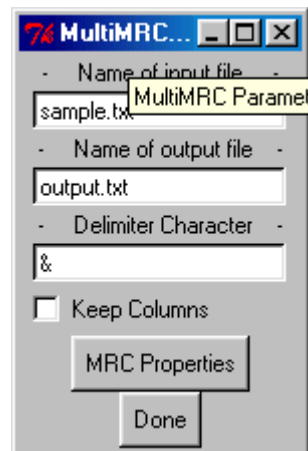 MultiMRC...
- Name of input file -
sample.txt
MultiMRC Paramet
- Name of output file -
output.txt
- Delimiter Character -
&
Keep Columns
MRC Properties
Done